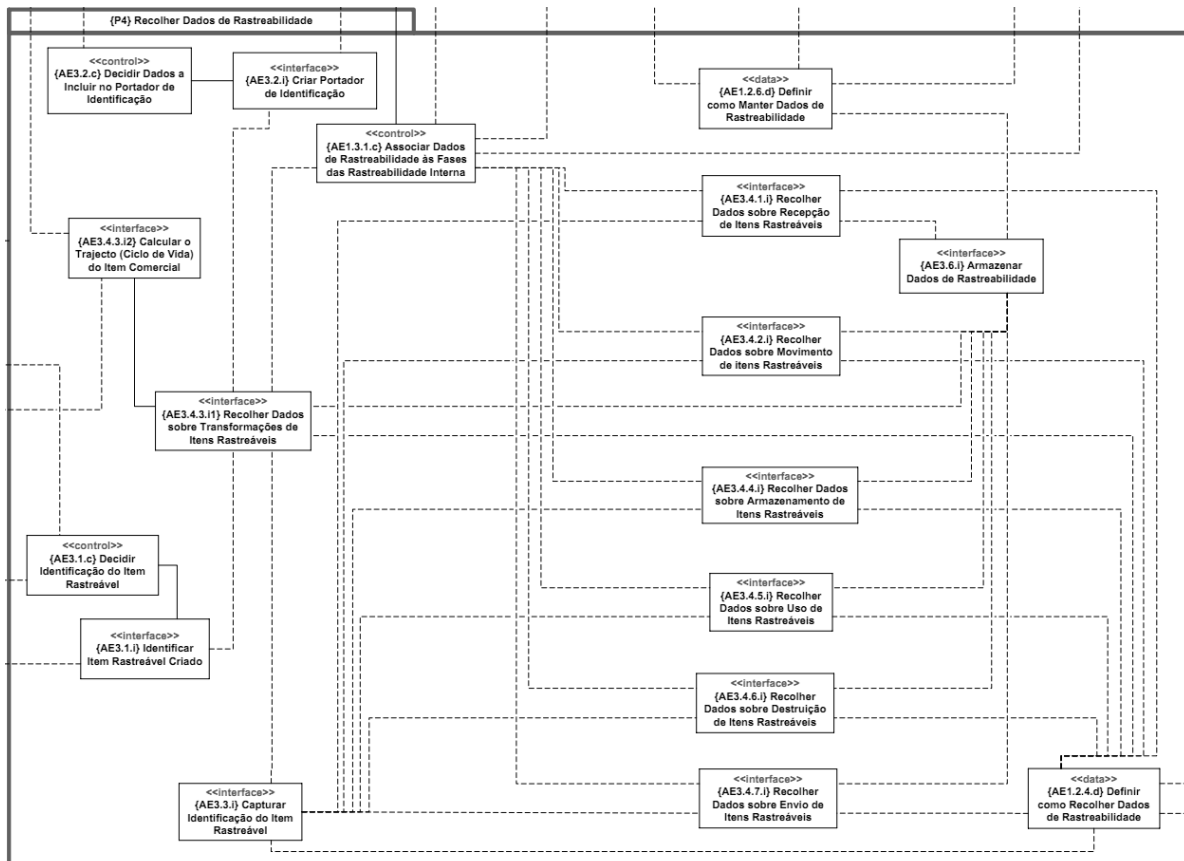 {P4} Recolher Dados de Rastreabilidade
<<control>>
{AE3.2.c} Decidir Dados a
Incluir no Portador de
Identificação
<<interface>>
{AE3.2.i} Criar Portador
de Identificação
<<data>>
{AE1.2.6.d} Definir
como Manter Dados de
Rastreabilidade
<<control>>
{AE1.3.1.c} Associar Dados
de Rastreabilidade às Fases
das Rastreabilidade Interna
<<interface>>
{AE3.4.1.i} Recolher
Dados sobre Recepção
de Itens Rastreáveis
<<interface>>
{AE3.4.3.i2} Calcular o
Trajecto (Ciclo de Vida)
do Item Comercial
<<interface>>
{AE3.6.i} Armazenar
Dados de Rastreabilidade
<<interface>>
{AE3.4.2.i} Recolher
Dados sobre Movimento
de itens Rastreáveis
<<interface>>
{AE3.4.3.i1} Recolher Dados
sobre Transformações de
Itens Rastreáveis
<<interface>>
{AE3.4.4.i} Recolher Dados
sobre Armazenamento de
Itens Rastreáveis
<<control>>
{AE3.1.c} Decidir
Identificação do Item
Rastreável
<<interface>>
{AE3.4.5.i} Recolher
Dados sobre Uso de
Itens Rastreáveis
<<interface>>
{AE3.1.i} Identificar
Item Rastreável Criado
<<interface>>
{AE3.4.6.i} Recolher
Dados sobre Destruição
de Itens Rastreáveis
<<interface>>
{AE3.3.i} Capturar
Identificação do Item
Rastreável
<<interface>>
{AE3.4.7.i} Recolher
Dados sobre Envio de
Itens Rastreáveis
<<data>>
{AE1.2.4.d} Definir
como Recolher Dados
de Rastreabilidade